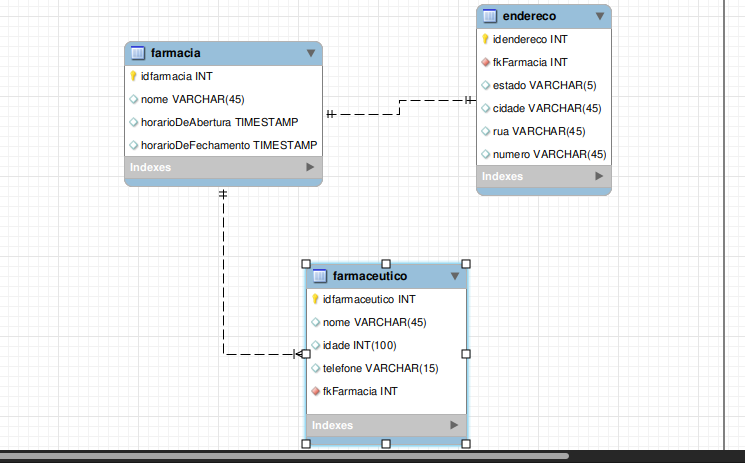 farmacia
idfarmacia INT
nome VARCHAR(45)
horarioDeAbertura TIMESTAMP
horarioDeFechamento TIMESTAMP
Indexes
endereco
idendereco INT
fkFarmacia INT
estado VARCHAR(5)
cidade VARCHAR(45)
rua VARCHAR(45)
numero VARCHAR(45)
Indexes
farmaceutico
idfarmaceutico INT
nome VARCHAR(45)
idade INT(100)
telefone VARCHAR(15)
fkFarmacia INT
Indexes